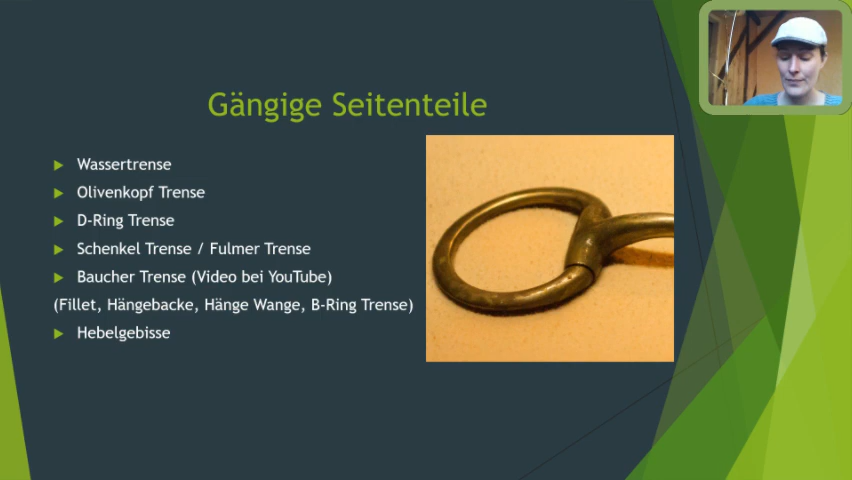 Gängige Seitenteile
Wassertrense
Olivenkopf Trense
D-Ring Trense
Schenkel Trense / Fulmer Trense
Baucher Trense (Video bei YouTube)
(Fillet, Hängebacke, Hänge Wange, B-Ring Trense)
Hebelgebisse